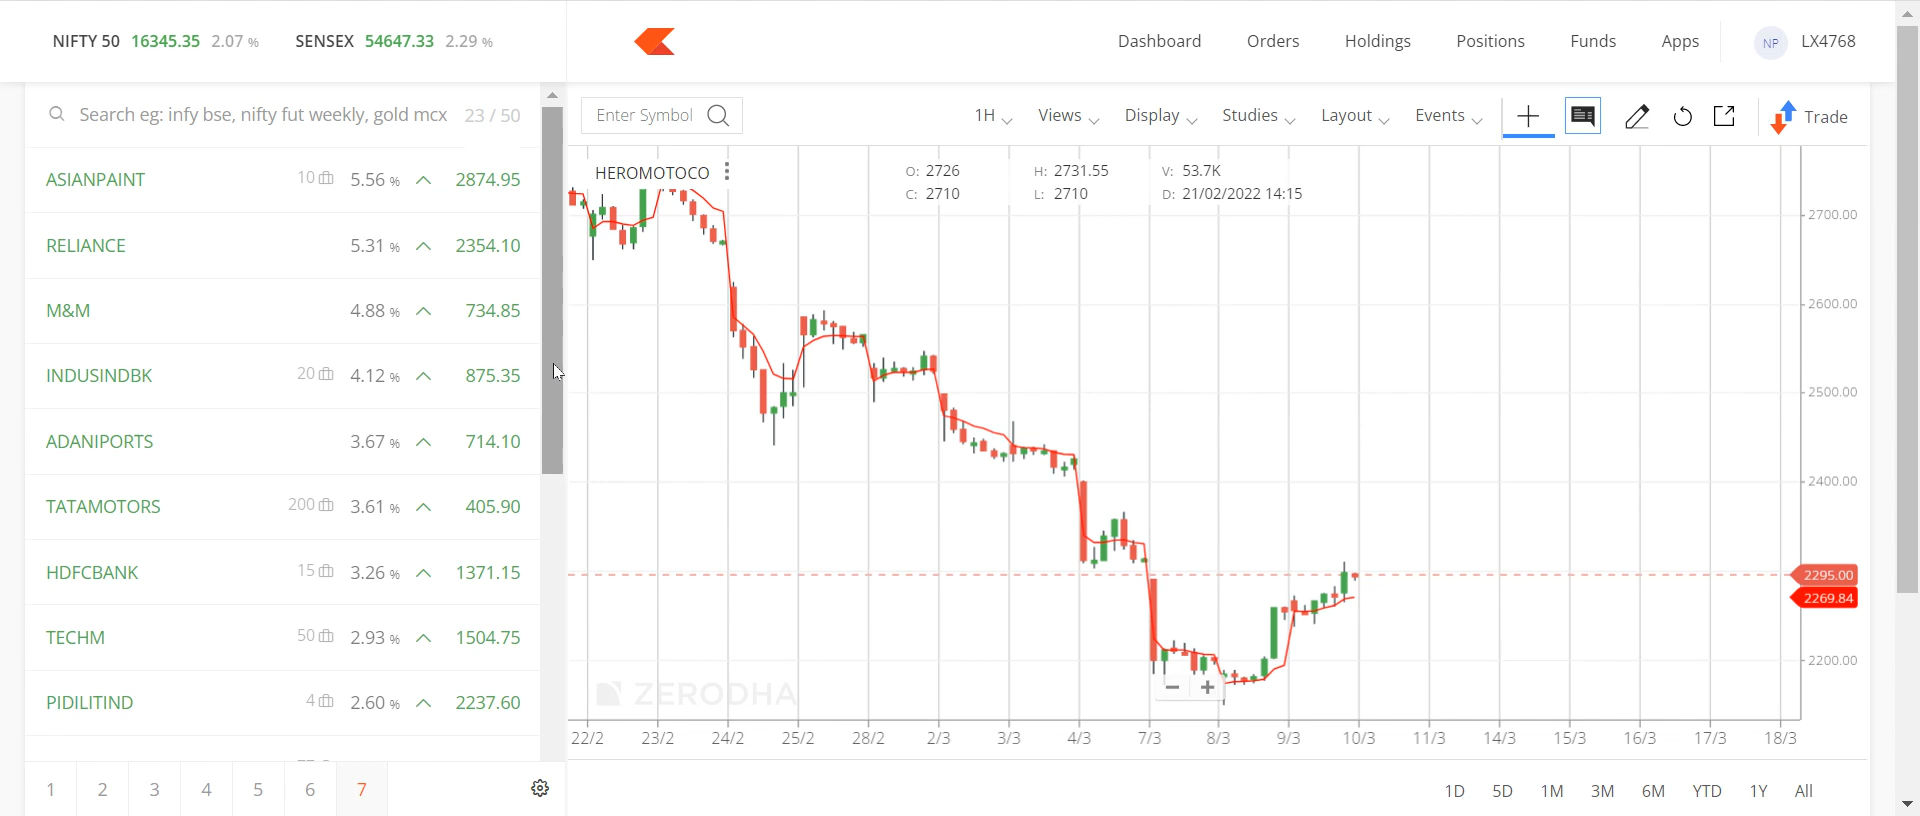 NIFTY 50 16345.35 2.07 % SENSEX 54647.33 2.29 %
Dashboard Orders Holdings Positions Funds Apps NP LX4768
Search eg: infy bse, nifty fut weekly, gold mcx 23 / 50
ASIANPAINT 10 5.56 % 2874.95
RELIANCE 5.31 % 2354.10
M&M 4.88 % 734.85
INDUSINDBK 20 4.12 % 875.35
ADANIPORTS 3.67 % 714.10
TATAMOTORS 200 3.61 % 405.90
HDFCBANK 15 3.26 % 1371.15
TECHM 50 2.93 % 1504.75
PIDILITIND 4 2.60 % 2237.60
1 2 3 4 5 6 7
Enter Symbol 1H Views Display Studies Layout Events Trade
HEROMOTOCO O: 2726 H: 2731.55 V: 53.7K
C: 2710 L: 2710 D: 21/02/2022 14:15
2700.00
2600.00
2500.00
2400.00
2295.00
2269.84
2200.00
ZERODHA
22/2 23/2 24/2 25/2 28/2 2/3 3/3 4/3 7/3 8/3 9/3 10/3 11/3 14/3 15/3 16/3 17/3 18/3
1D 5D 1M 3M 6M YTD 1Y All